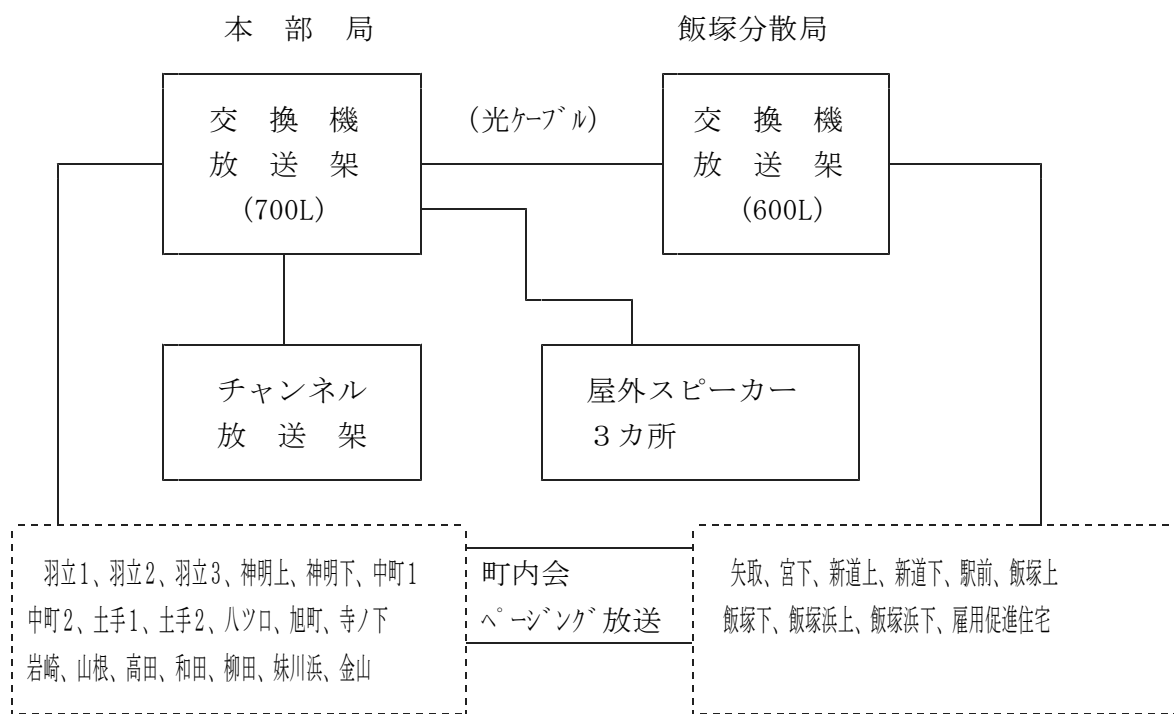 本 部 局
飯塚分散局
交 換 機
放 送 架
(700L)
(光ケーブル)
交 換 機
放 送 架
(600L)
チャンネル
放 送 架
屋外スピーカー
３カ所
羽立1、羽立2、羽立3、神明上、神明下、中町1
中町2、土手1、土手2、八ツ口、旭町、寺ノ下
岩崎、山根、高田、和田、柳田、妹川浜、金山
町内会
ページング放送
矢取、宮下、新道上、新道下、駅前、飯塚上
飯塚下、飯塚浜上、飯塚浜下、雇用促進住宅